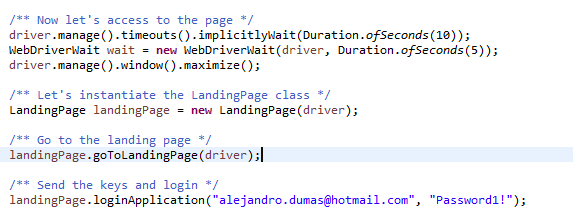 /** Now let's access to the page */
driver.manage().timeouts().implicitlyWait(Duration.ofSeconds(10));
WebDriverWait wait = new WebDriverWait(driver, Duration.ofSeconds(5));
driver.manage().window().maximize();
/** Let's instantiate the LandingPage class */
LandingPage landingPage = new LandingPage(driver);
/** Go to the landing page */
landingPage.goToLandingPage(driver);
/** Send the keys and login */
landingPage.loginApplication("alejandro.dumas@hotmail.com", "Password1!");